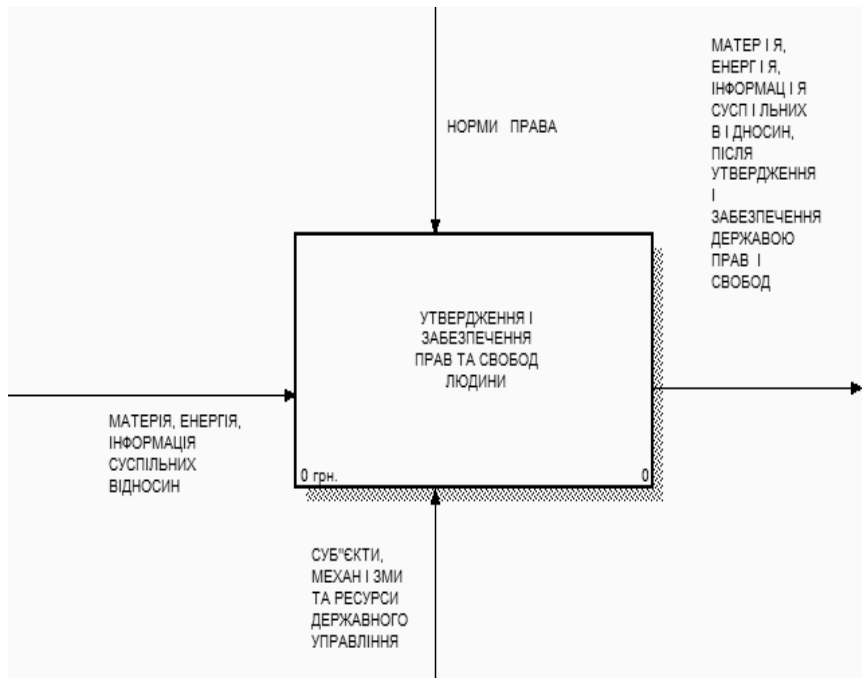 МАТЕР І Я,
ЕНЕРГ І Я,
ІНФОРМАЦ І Я
СУСП І ЛЬНИХ
В І ДНОСИН,
ПІСЛЯ
УТВЕРДЖЕННЯ
І
ЗАБЕЗПЕЧЕННЯ
ДЕРЖАВОЮ
ПРАВ І
СВОБОД
НОРМИ ПРАВА
УТВЕРДЖЕННЯ І
ЗАБЕЗПЕЧЕННЯ
ПРАВ ТА СВОБОД
ЛЮДИНИ
0 грн.
0
МАТЕРІЯ, ЕНЕРГІЯ,
ІНФОРМАЦІЯ
СУСПІЛЬНИХ
ВІДНОСИН
СУБ"ЄКТИ,
МЕХАН І ЗМИ
ТА РЕСУРСИ
ДЕРЖАВНОГО
УПРАВЛІННЯ